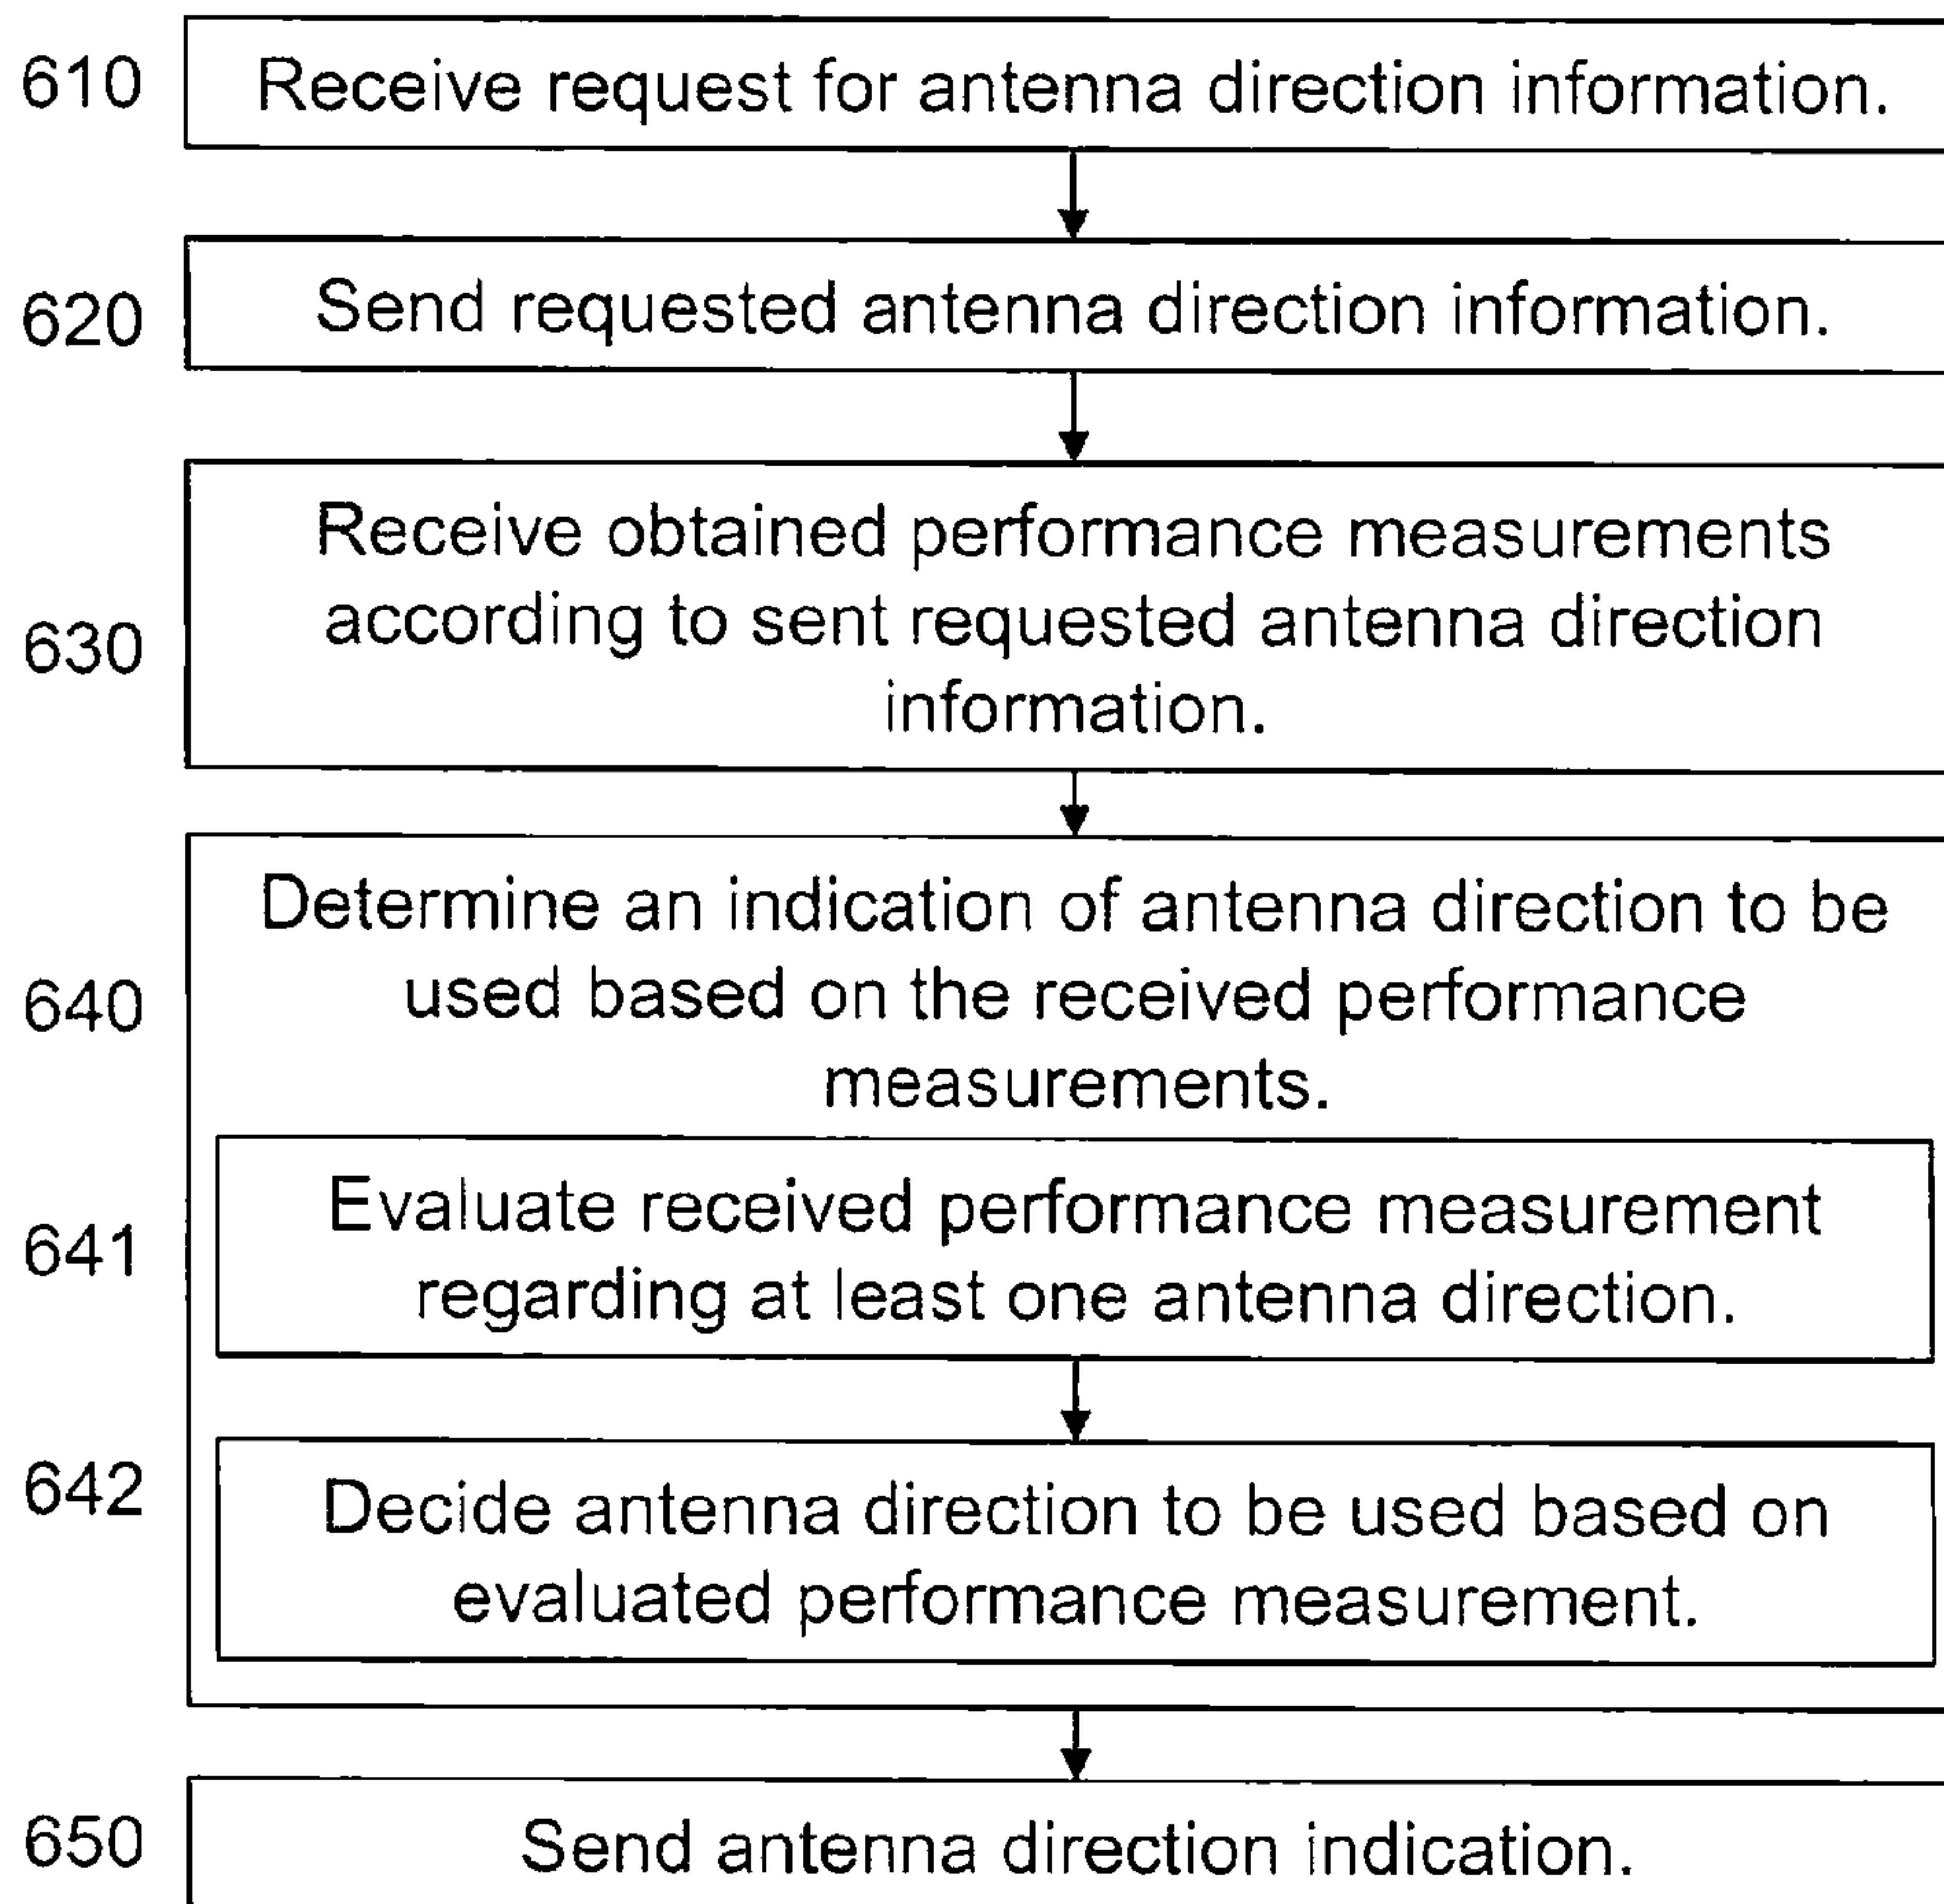 610
Receive request for antenna direction information.
620
Send requested antenna direction information.
630
Receive obtained performance measurements
according to sent requested antenna direction
information.
640
Determine an indication of antenna direction to be
used based on the received performance
measurements.
641
Evaluate received performance measurement
regarding at least one antenna direction.
642
Decide antenna direction to be used based on
evaluated performance measurement.
650
Send antenna direction indication.